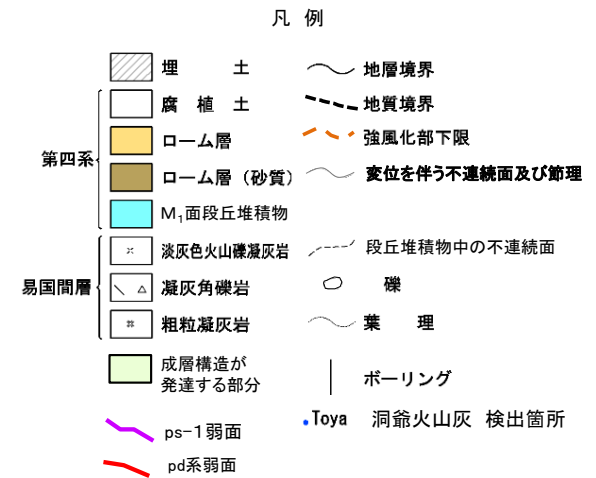 凡 例
埋 土
第四系
腐 植 土
ローム層
ローム層（砂質）
M1面段丘堆積物
易国間層
淡灰色火山礫凝灰岩
凝灰角礫岩
粗粒凝灰岩
成層構造が
発達する部分
ps-1弱面
pd系弱面
地層境界
地質境界
強風化部下限
変位を伴う不連続面及び節理
段丘堆積物中の不連続面
礫
葉 理
ボーリング
Toya 洞爺火山灰 検出箇所